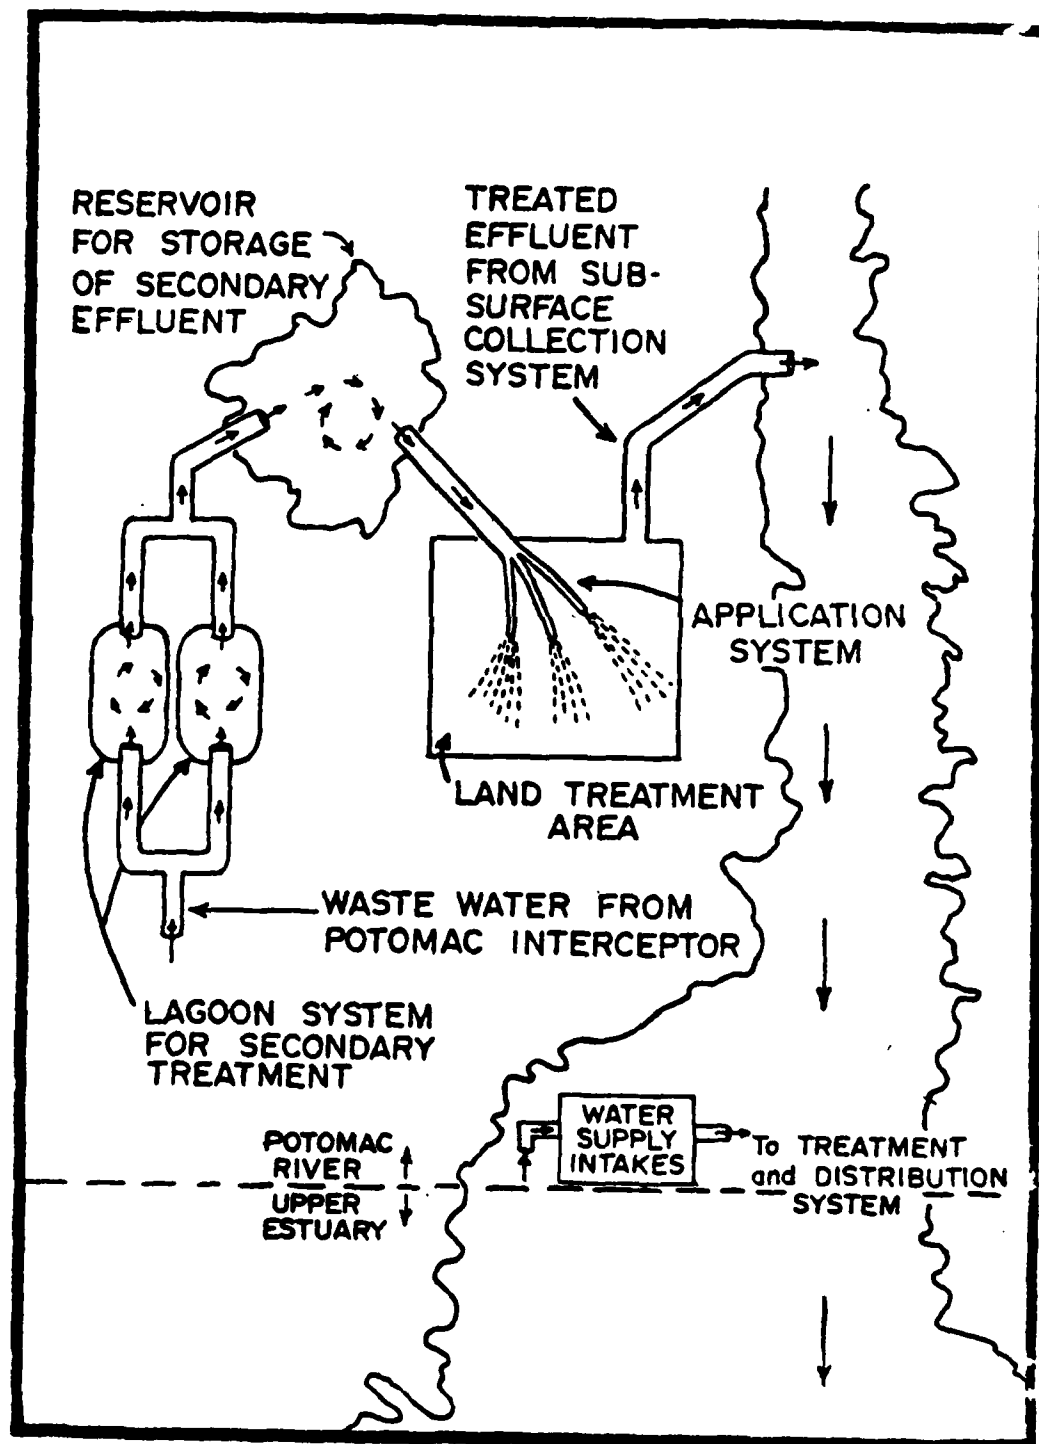 RESERVOIR
FOR STORAGE
OF SECONDARY
EFFLUENT
TREATED
EFFLUENT
FROM SUB-
SURFACE
COLLECTION
SYSTEM
APPLICATION
SYSTEM
LAND TREATMENT
AREA
WASTE WATER FROM
POTOMAC INTERCEPTOR
LAGOON SYSTEM
FOR SECONDARY
TREATMENT
WATER
SUPPLY
INTAKES
To TREATMENT
and DISTRIBUTION
SYSTEM
POTOMAC
RIVER
UPPER
ESTUARY